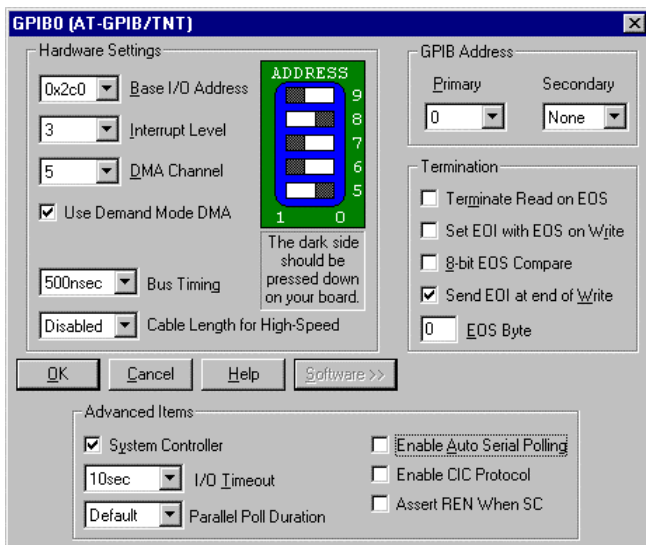 GPIB0 (AT-GPIB/TNT)
Hardware Settings
0x2c0 Base I/O Address
3 Interrupt Level
5 DMA Channel
Use Demand Mode DMA
500nsec Bus Timing
Disabled Cable Length for High-Speed
ADDRESS
9
8
7
6
5
1 0
The dark side
should be
pressed down
on your board.
GPIB Address
Primary Secondary
0 None
Termination
Terminate Read on EOS
Set EOI with EOS on Write
8-bit EOS Compare
Send EOI at end of Write
0 EOS Byte
OK Cancel Help Software >>
Advanced Items
System Controller
10sec I/O Timeout
Default Parallel Poll Duration
Enable Auto Serial Polling
Enable CIC Protocol
Assert REN When SC